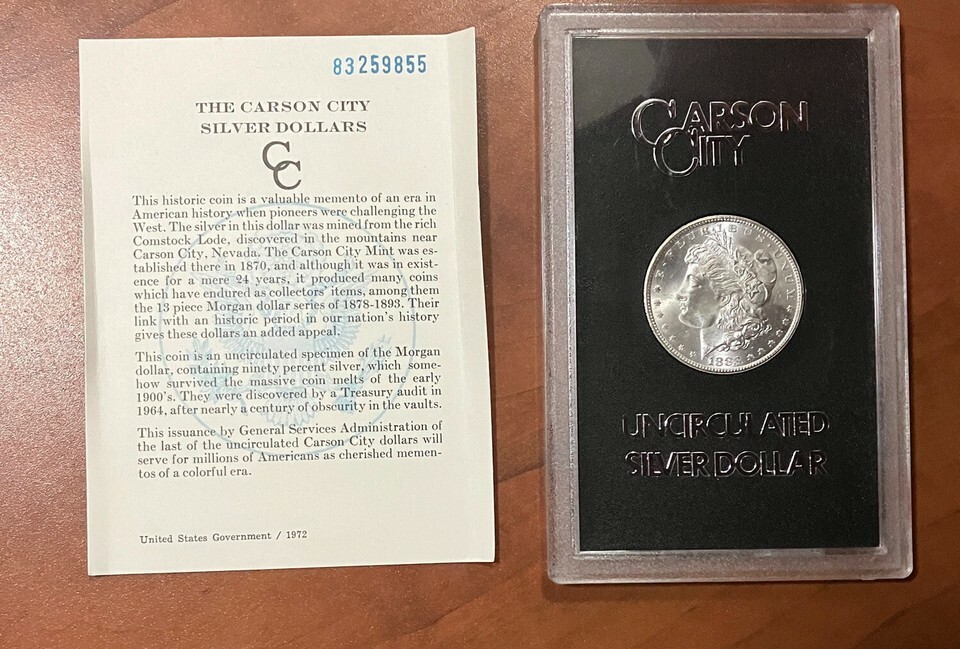 83259855
THE CARSON CITY
SILVER DOLLARS
CC
This historic coin is a valuable memento of an era in
American history when pioneers were challenging the
West. The silver in this dollar was mined from the rich
Comstock Lode, discovered in the mountains near
Carson City, Nevada. The Carson City Mint was es-
tablished there in 1870, and although it was in exist-
ence for a mere 24 years, it produced many coins
which have endured as collectors' items, among them
the 13 piece Morgan dollar series of 1878-1893. Their
link with an historic period in our nation's history
gives these dollars an added appeal.
This coin is an uncirculated specimen of the Morgan
dollar, containing ninety percent silver, which some-
how survived the massive coin melts of the early
1900's. They were discovered by a Treasury audit in
1964, after nearly a century of obscurity in the vaults.
This issuance by General Services Administration of
the last of the uncirculated Carson City dollars will
serve for millions of Americans as cherished memen-
tos of a colorful era.
United States Government / 1972
CARSON
CITY
E·PLURIBUS·UNUM
UNCIRCULATED
SILVER DOLLAR